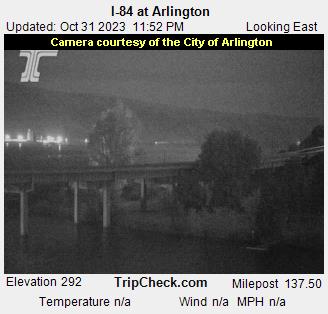 I-84 at Arlington
Updated: Oct 31 2023 11:52 PM Looking East
Camera courtesy of the City of Arlington
Elevation 292 TripCheck.com Milepost 137.50
Temperature n/a Wind n/a MPH n/a